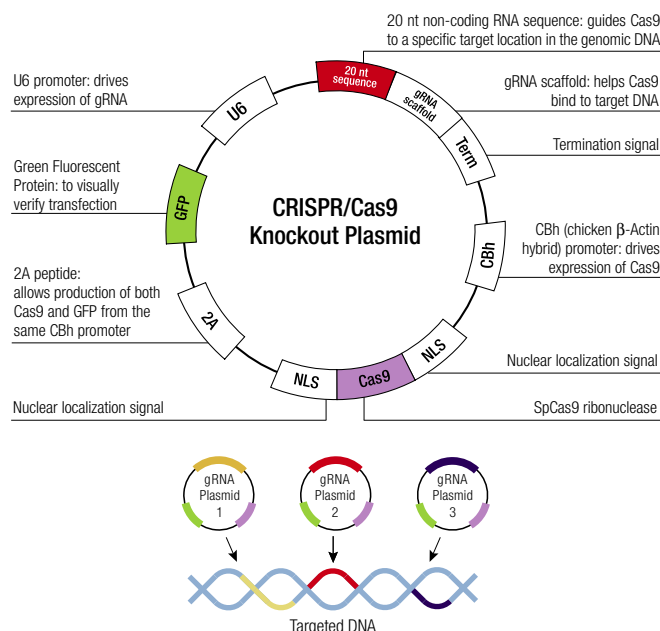 20 nt non-coding RNA sequence: guides Cas9
to a specific target location in the genomic DNA
20 nt
sequence
gRNA
scaffold
Term
U6
U6 promoter: drives
expression of gRNA
gRNA scaffold: helps Cas9
bind to target DNA
Termination signal
Green Fluorescent
Protein: to visually
verify transfection
GFP
CRISPR/Cas9
Knockout Plasmid
CBh
CBh (chicken β-Actin
hybrid) promoter: drives
expression of Cas9
2A peptide:
allows production of both
Cas9 and GFP from the
same CBh promoter
2A
NLS
Cas9
NLS
Nuclear localization signal
Nuclear localization signal
SpCas9 ribonuclease
gRNA
Plasmid
1
gRNA
Plasmid
2
gRNA
Plasmid
3
Targeted DNA